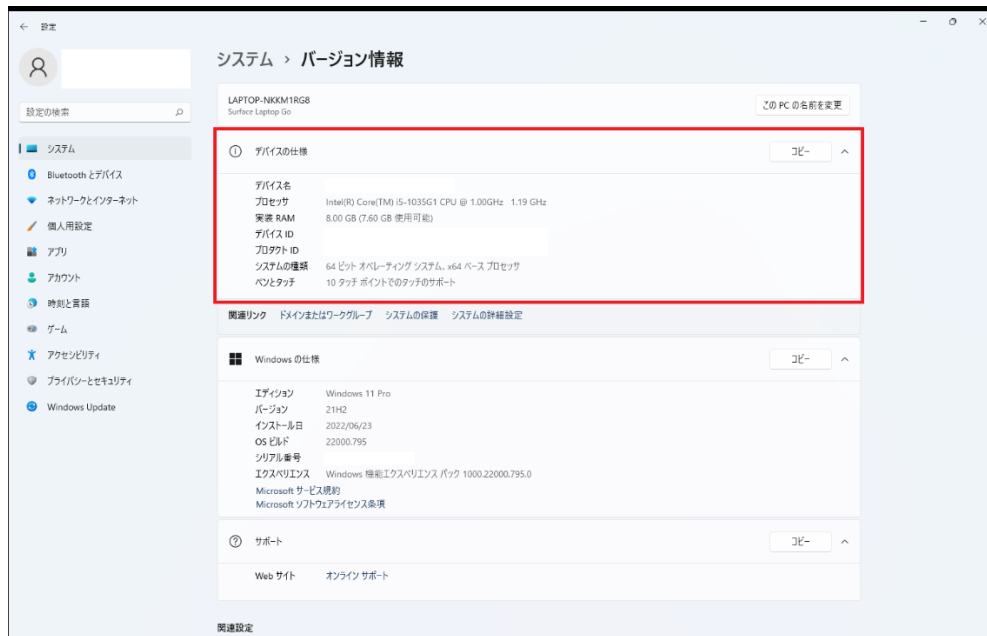 設定
システム › バージョン情報
LAPTOP-NKKM1RG8
Surface Laptop Go
この PC の名前を変更
設定の検索
システム
Bluetooth とデバイス
ネットワークとインターネット
個人用設定
アプリ
アカウント
時刻と言語
ゲーム
アクセシビリティ
プライバシーとセキュリティ
Windows Update
デバイスの仕様
コピー
デバイス名
プロセッサ Intel(R) Core(TM) i5-1035G1 CPU @ 1.00GHz 1.19 GHz
実装 RAM 8.00 GB (7.60 GB 使用可能)
デバイス ID
プロダクト ID
システムの種類 64 ビット オペレーティング システム、x64 ベース プロセッサ
ペンとタッチ 10 タッチ ポイントでのタッチのサポート
関連リンク ドメインまたはワークグループ システムの保護 システムの詳細設定
Windows の仕様
コピー
エディション Windows 11 Pro
バージョン 21H2
インストール日 2022/06/23
OS ビルド 22000.795
シリアル番号
エクスペリエンス Windows 機能エクスペリエンス パック 1000.22000.795.0
Microsoft サービス規約
Microsoft ソフトウェアライセンス条項
サポート
コピー
Web サイト オンライン サポート
関連設定